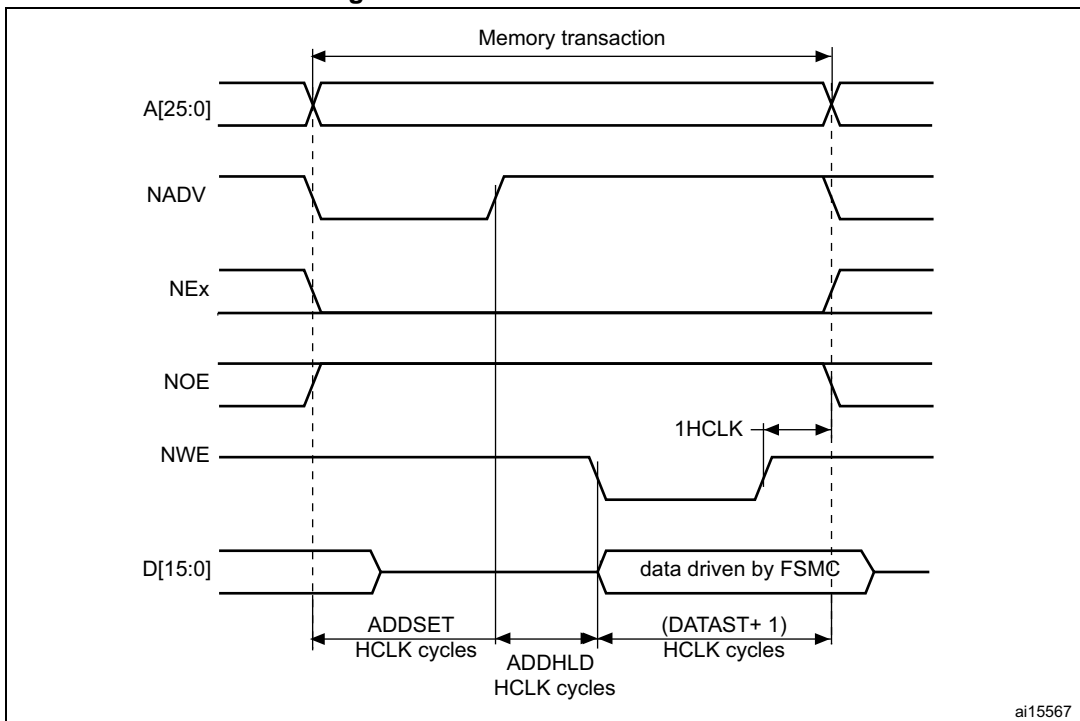 Memory transaction
A[25:0]
NADV
NEx
NOE
1HCLK
NWE
D[15:0]
data driven by FSMC
ADDSET
HCLK cycles
ADDHLD
HCLK cycles
(DATAST+ 1)
HCLK cycles
ai15567